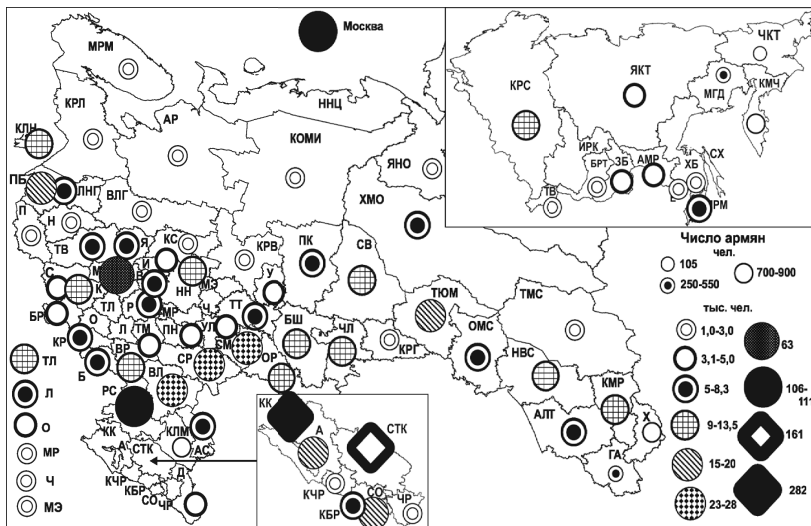 Москва
МРМ
КРЛ
АР
ННЦ
КЛН
КОМИ
ЯНО
ПБ
ЛНГ
ВЛГ
ХМО
П
Н
ТВ
Я
КС
КРВ
ПК
СВ
С
М
К
И
В
НН
МЭ
У
БР
ТЛ
Р
МР
Ч
ТТ
ТЮМ
ТМС
О
Л
ТМ
ПН
УЛ
СМ
БШ
ЧЛ
КРГ
ОМС
НВС
КР
ВР
СР
ОР
КМР
Б
ВЛ
АЛТ
Х
ГА
РС
КК
А
СТК
КЛМ
АС
КЧР
КБР
СО
ЧР
Д
ТЛ
Л
О
МР
Ч
МЭ
КК
А
СТК
КЧР
КБР
СО
ЧР
ЧКТ
ЯКТ
МГД
КМЧ
КРС
ИРК
БРТ
ЗБ
АМР
ХБ
СХ
ТВ
Е
ПРМ
Число армян
чел.
105
700-900
250-550
тыс. чел.
1,0-3,0
3,1-5,0
63
5-8,3
106-
111
9-13,5
161
15-20
282
23-28